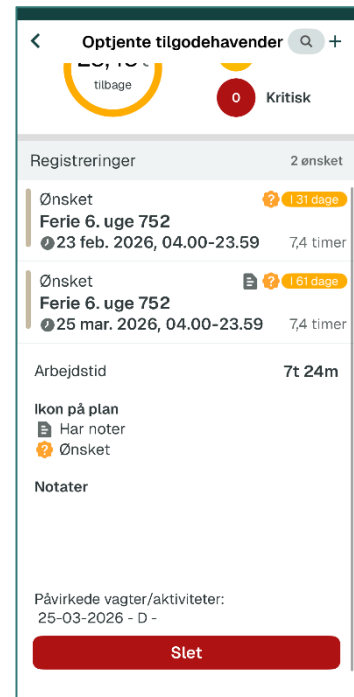 Optjente tilgodehavender
tilbage
0 Kritisk
Registreringer 2 ønsket
Ønsket I 31 dage
Ferie 6. uge 752
23 feb. 2026, 04.00-23.59 7,4 timer
Ønsket I 61 dage
Ferie 6. uge 752
25 mar. 2026, 04.00-23.59 7,4 timer
Arbejdstid 7t 24m
Ikon på plan
Har noter
Ønsket
Notater
Påvirkede vagter/aktiviteter:
25-03-2026 - D -
Slet